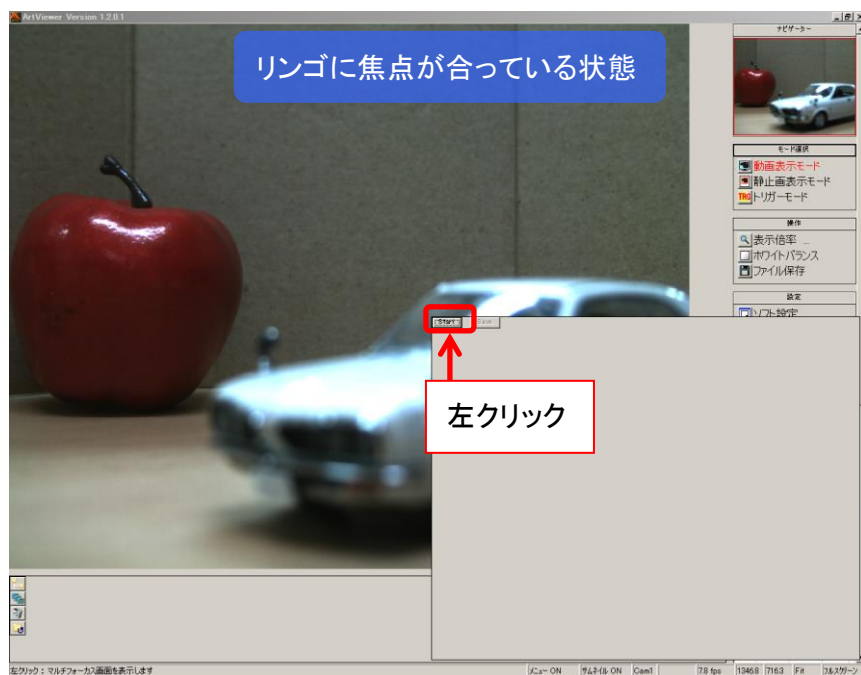 ArtViewer Version 1.2.0.1
リンゴに焦点が合っている状態
ナビゲーター
モード選択
動画表示モード
静止画表示モード
TRG トリガーモード
操作
表示倍率 ...
ホワイトバランス
ファイル保存
設定
ソフト設定
Start Save
左クリック
左クリック：マルチフォーカス画面を表示します
メニュー ON サムネイル ON Cam1 7.8 fps 1346.8 716.3 Fit フルスクリーン